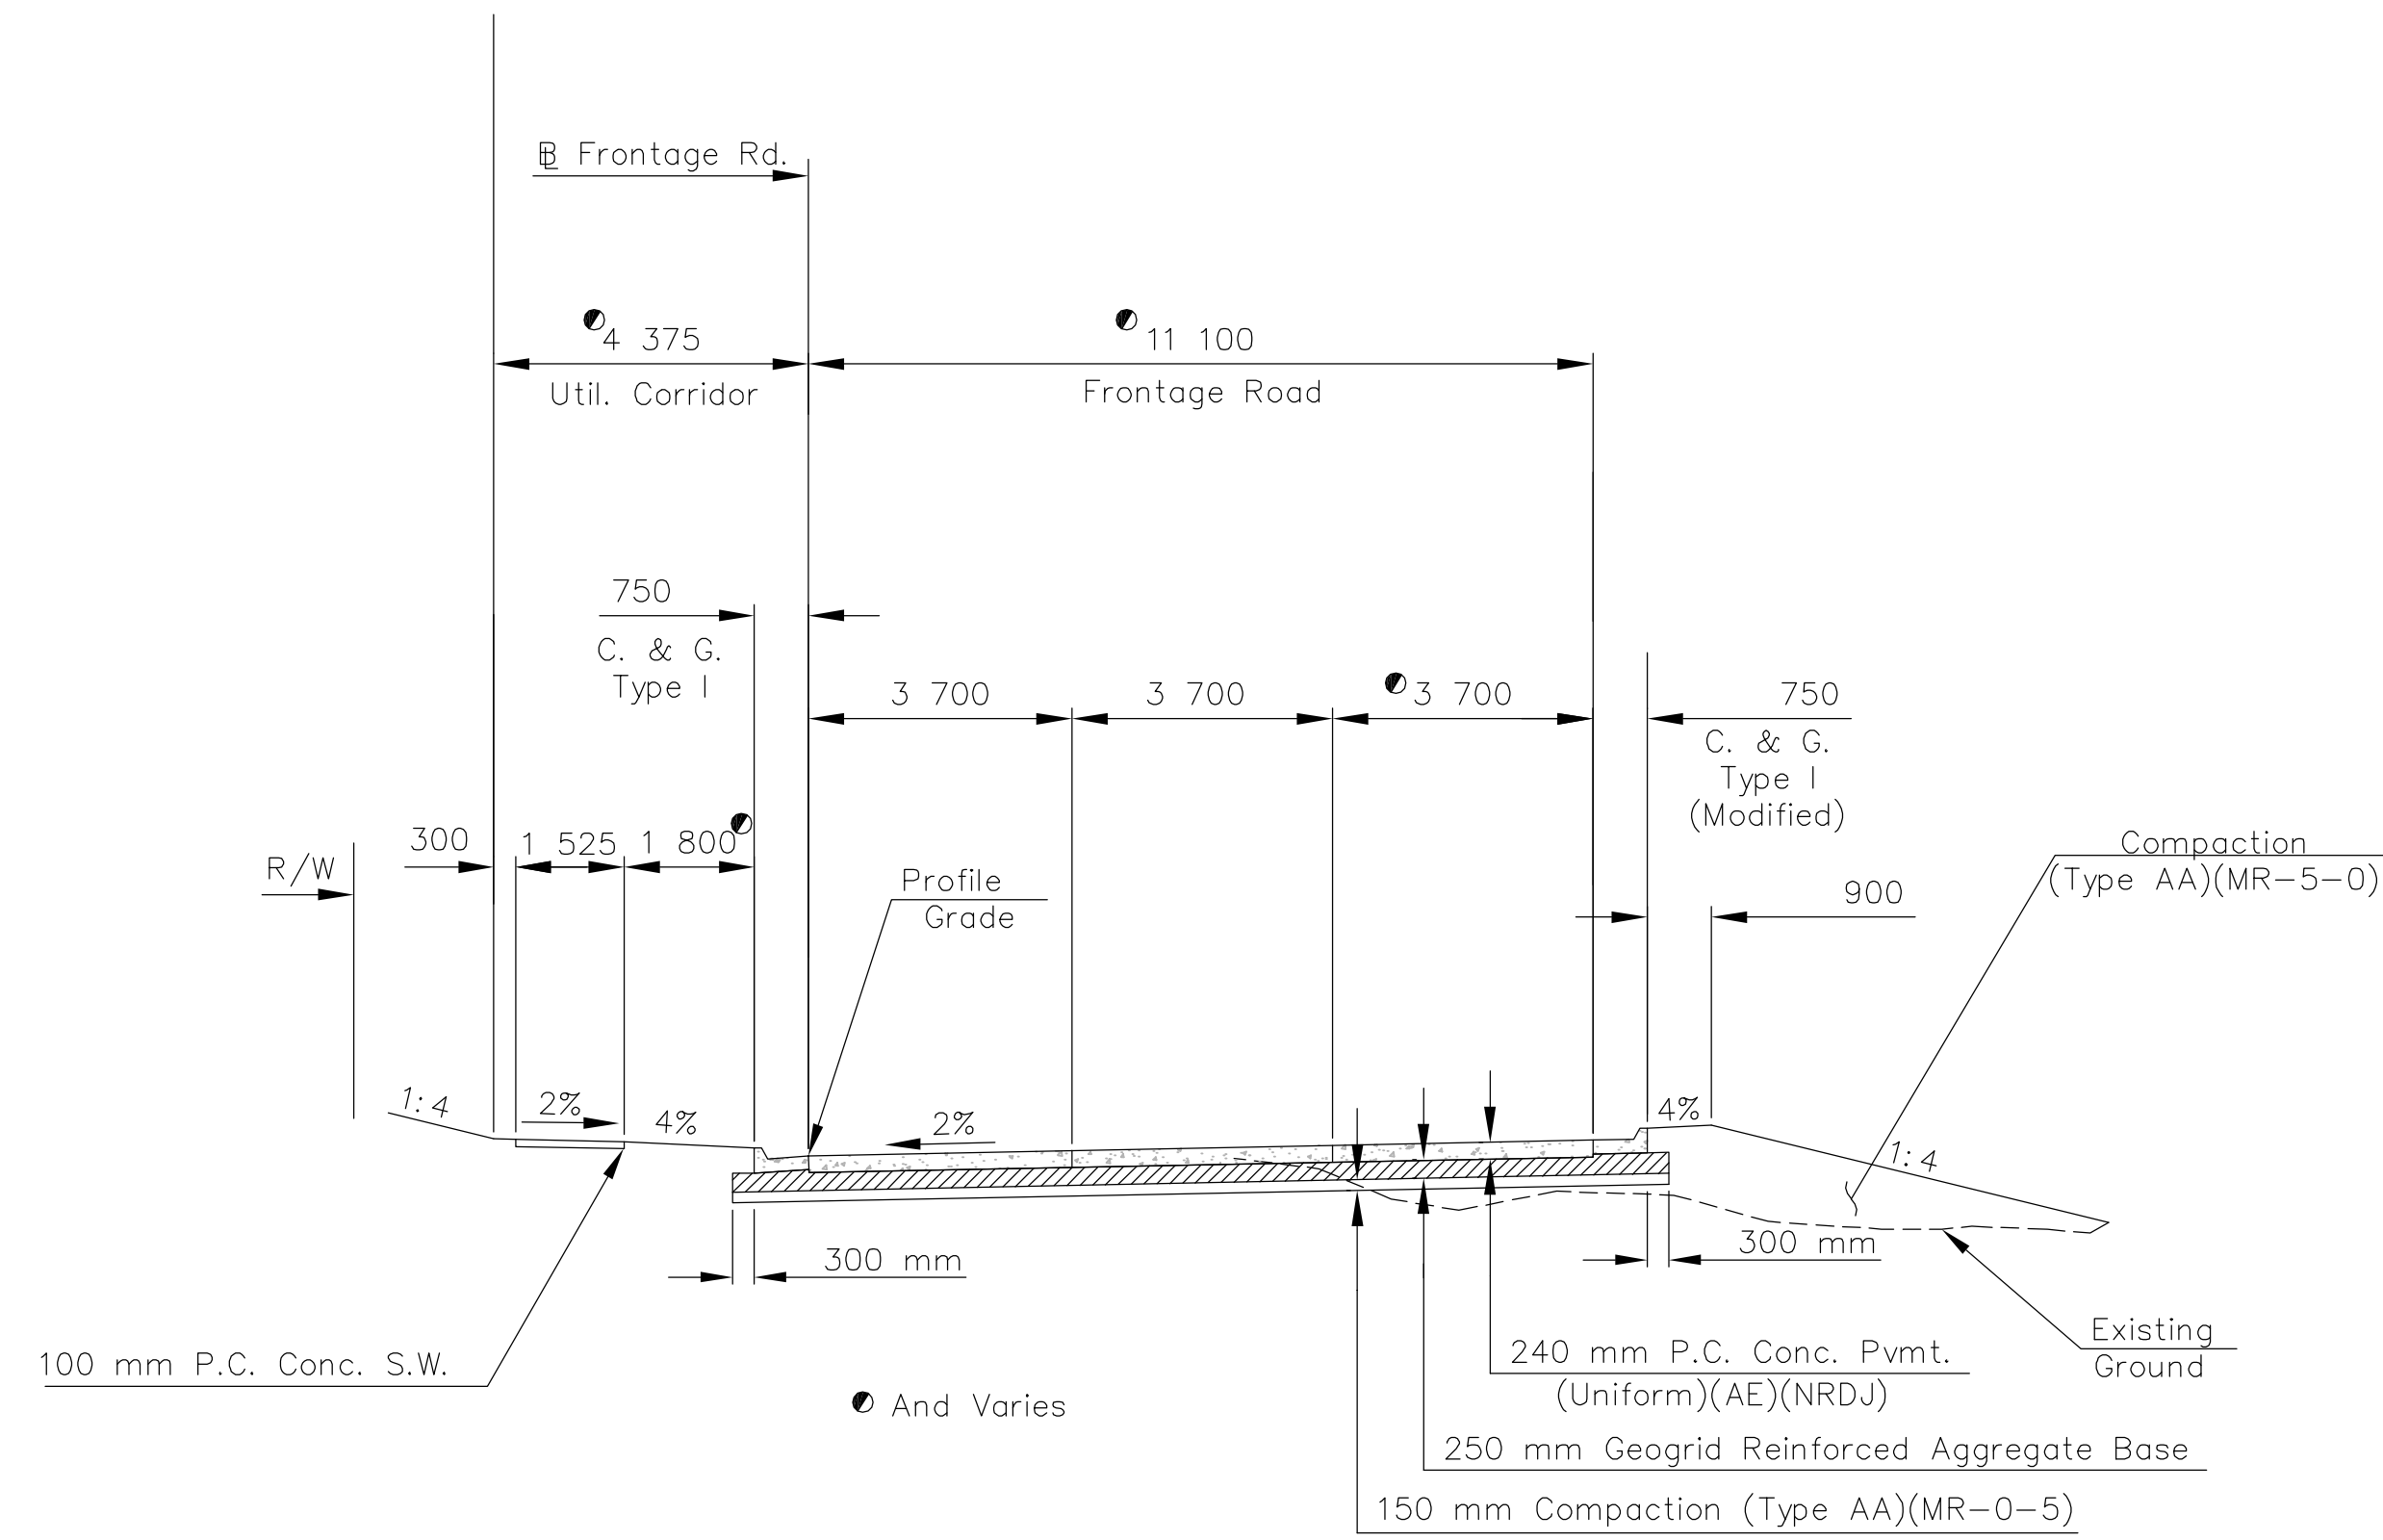 ℄ Frontage Rd.
4 375
Util. Corridor
11 100
Frontage Road
750
C. & G.
Type I
3 700
3 700
3 700
750
C. & G.
Type I
(Modified)
R/W
300
1 525
1 800
Profile
Grade
900
Compaction
(Type AA)(MR-5-0)
1:4
2%
4%
2%
4%
1:4
300 mm
300 mm
100 mm P.C. Conc. S.W.
And Varies
Existing
Ground
240 mm P.C. Conc. Pvmt.
(Uniform)(AE)(NRDJ)
250 mm Geogrid Reinforced Aggregate Base
150 mm Compaction (Type AA)(MR-0-5)